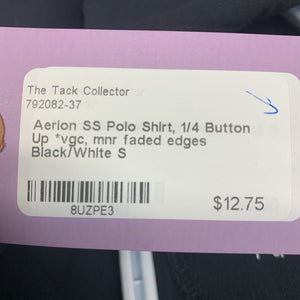 The Tack Collector
792082-37
Aerion SS Polo Shirt, 1/4 Button
Up *vgc, mnr faded edges
Black/White S
8UZPE3
$12.75